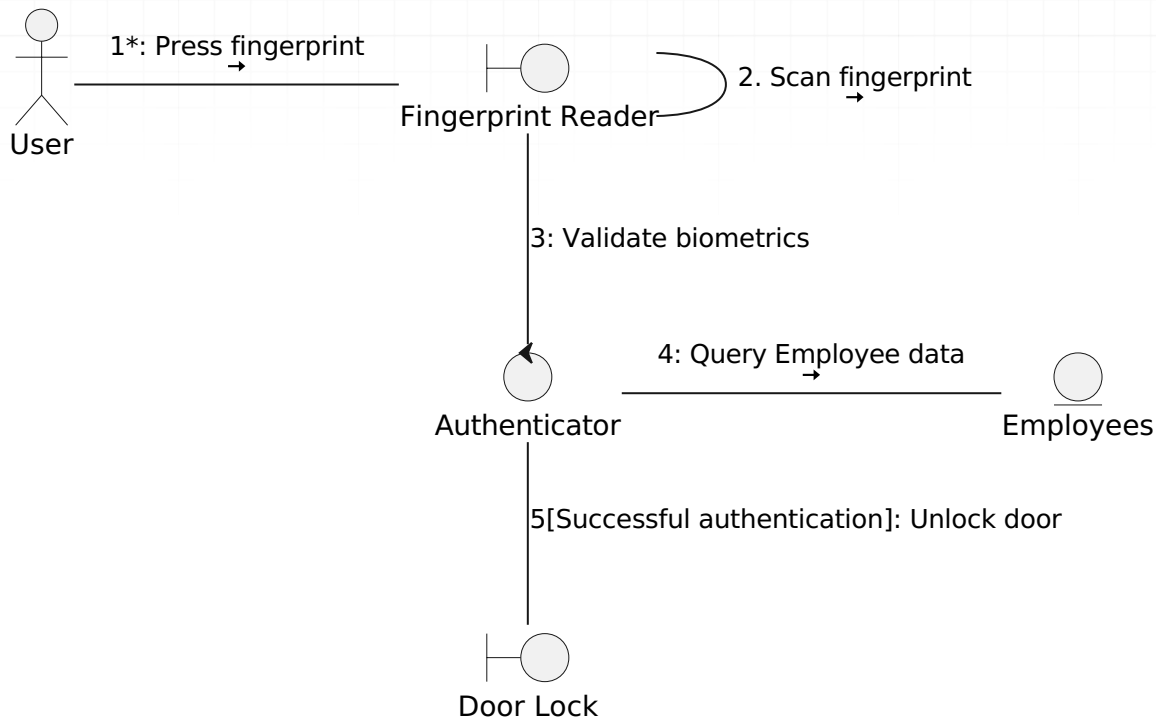 1*: Press fingerprint
2. Scan fingerprint
Fingerprint Reader
User
3: Validate biometrics
4: Query Employee data
Authenticator
Employees
5[Successful authentication]: Unlock door
Door Lock